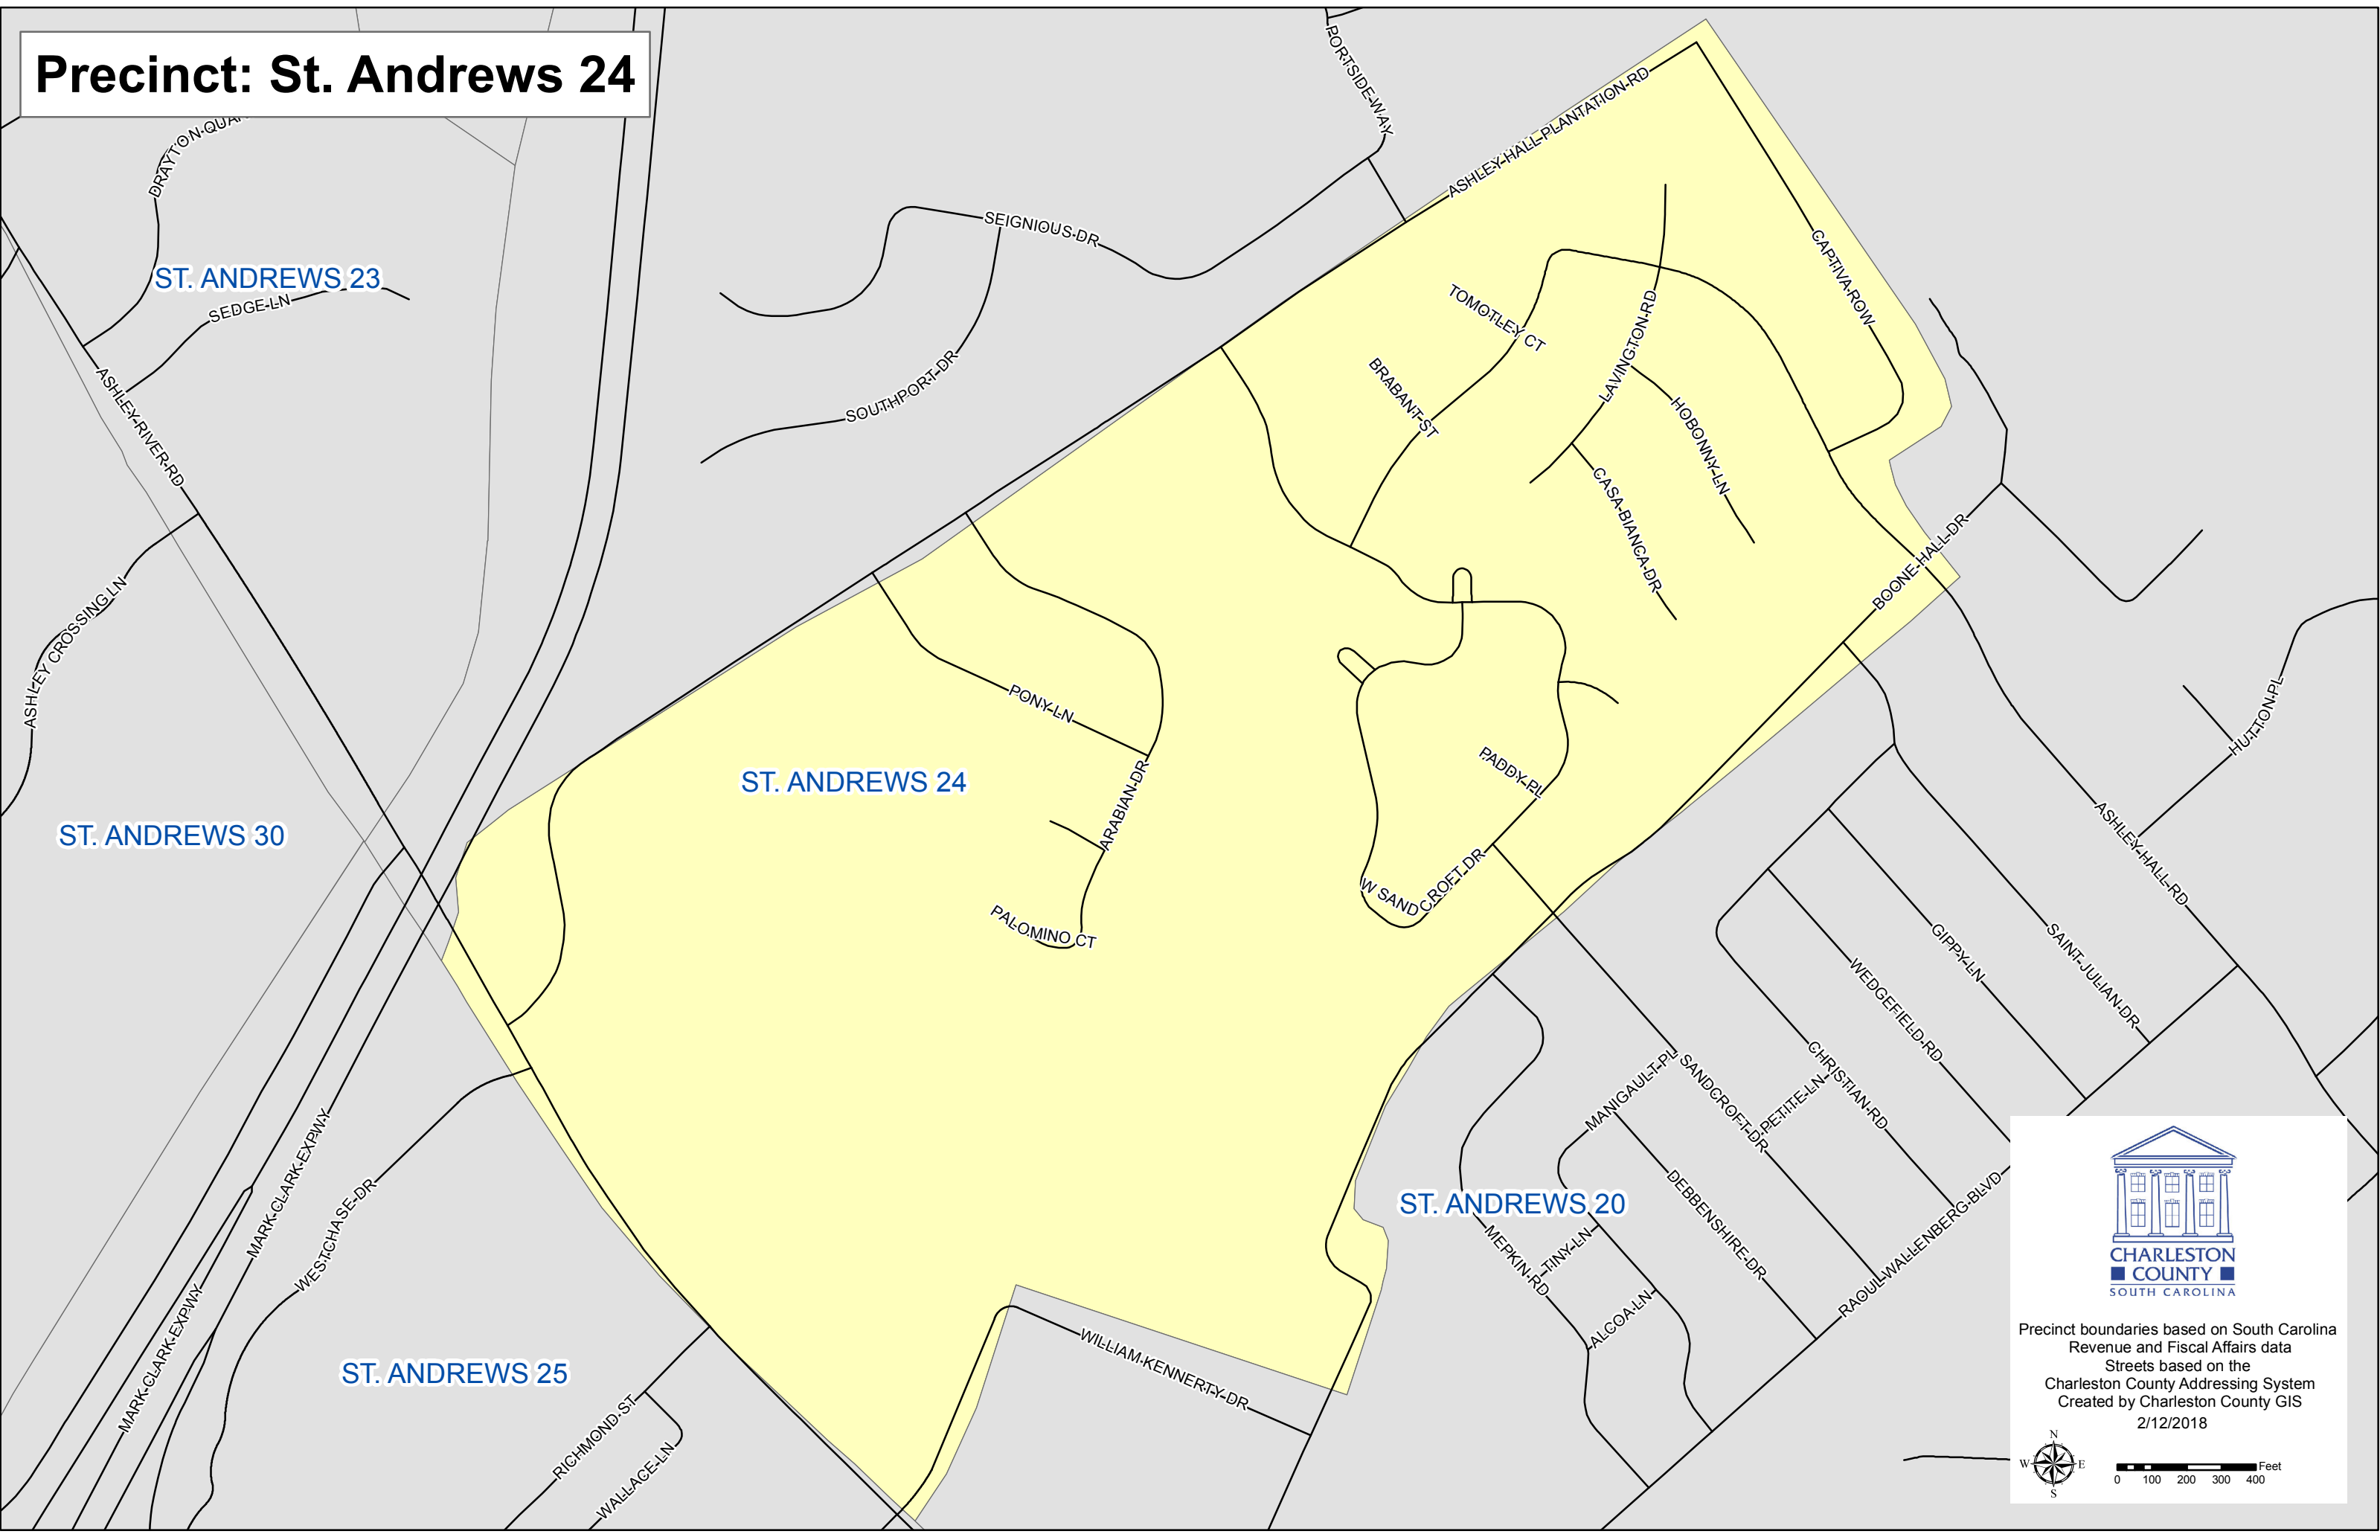 Precinct: St. Andrews 24
PORTSIDE WAY
ASHLEY HALL PLANTATION RD
SEIGNIOUS DR
CAPTIVA ROW
ST. ANDREWS 23
SEDGE LN
TOMOTLEY CT
LAVINGTON RD
SOUTHPORT DR
BRABANT ST
HOBONNY LN
ASHLEY RIVER RD
CASA BIANCA DR
BOONE HALL DR
ASHLEY CROSSING LN
PONY LN
HUTTON PL
ST. ANDREWS 24
PADDY PL
ARABIAN DR
ST. ANDREWS 30
ASHLEY HALL RD
W SANDCROFT DR
PALOMINO CT
GIPPY LN
SAINT JULIAN DR
WEDGEFIELD RD
MANIGAULT PL
SANDCROFT DR
CHRISTIAN RD
PETITE LN
MARK CLARK EXPWY
WESTCHASE DR
ST. ANDREWS 20
DEBBENSHIRE DR
MEPKIN RD
TINY LN
RAOUL WALLENBERG BLVD
ALCOA LN
MARK CLARK EXPWY
ST. ANDREWS 25
WILLIAM KENNERTY DR
RICHMOND ST
WALLACE LN
CHARLESTON
COUNTY
SOUTH CAROLINA
Precinct boundaries based on South Carolina
Revenue and Fiscal Affairs data
Streets based on the
Charleston County Addressing System
Created by Charleston County GIS
2/12/2018
N
W E
S
Feet
0 100 200 300 400